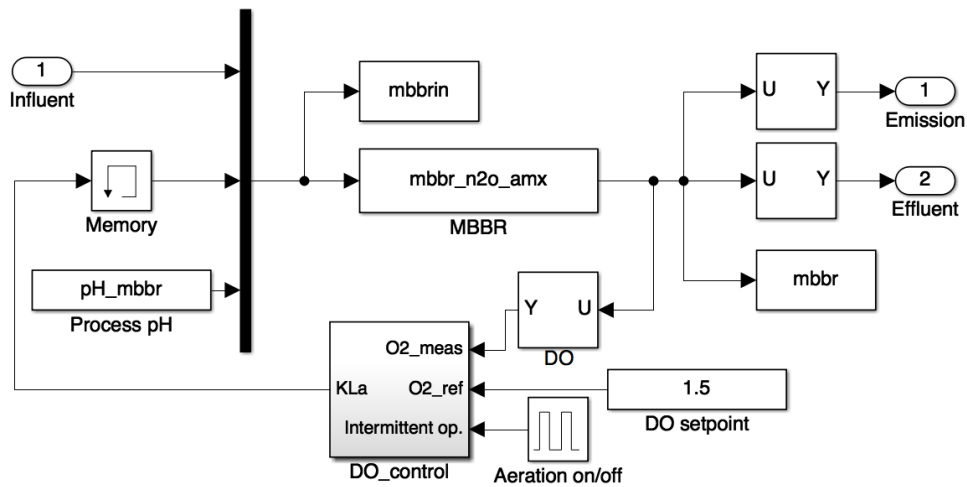 1
Influent
Memory
pH_mbbr
Process pH
mbbrin
mbbr_n2o_amx
MBBR
U Y
1
Emission
U Y
2
Effluent
mbbr
Y U
DO
O2_meas
KLa O2_ref
Intermittent op.
DO_control
1.5
DO setpoint
Aeration on/off